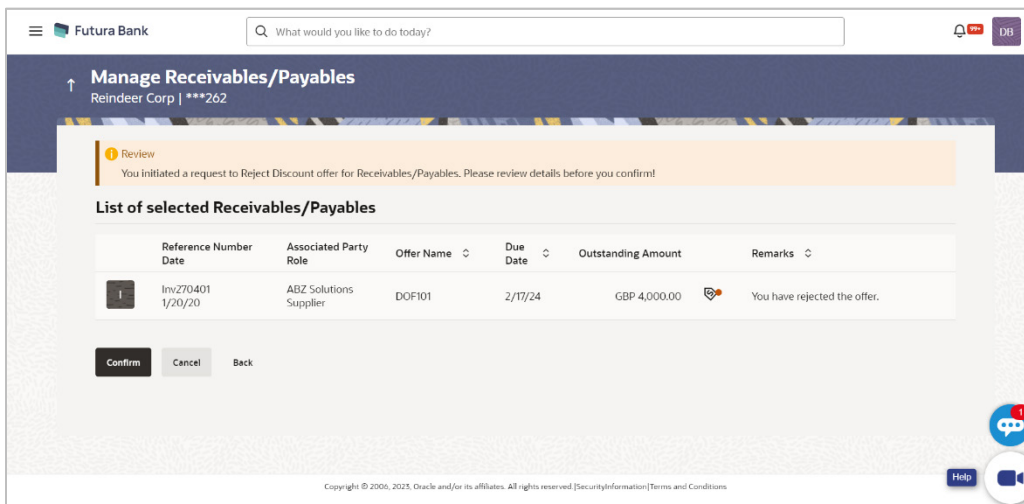 Futura Bank
What would you like to do today?
99+
DB
Manage Receivables/Payables
Reindeer Corp | ***262
Review
You initiated a request to Reject Discount offer for Receivables/Payables. Please review details before you confirm!
List of selected Receivables/Payables
Reference Number Date Associated Party Role Offer Name Due Date Outstanding Amount Remarks
I Inv270401 ABZ Solutions DOF101 2/17/24 GBP 4,000.00 You have rejected the offer.
1/20/20 Supplier
Confirm Cancel Back
1
Help
Copyright © 2006, 2023, Oracle and/or its affiliates. All rights reserved.|SecurityInformation|Terms and Conditions